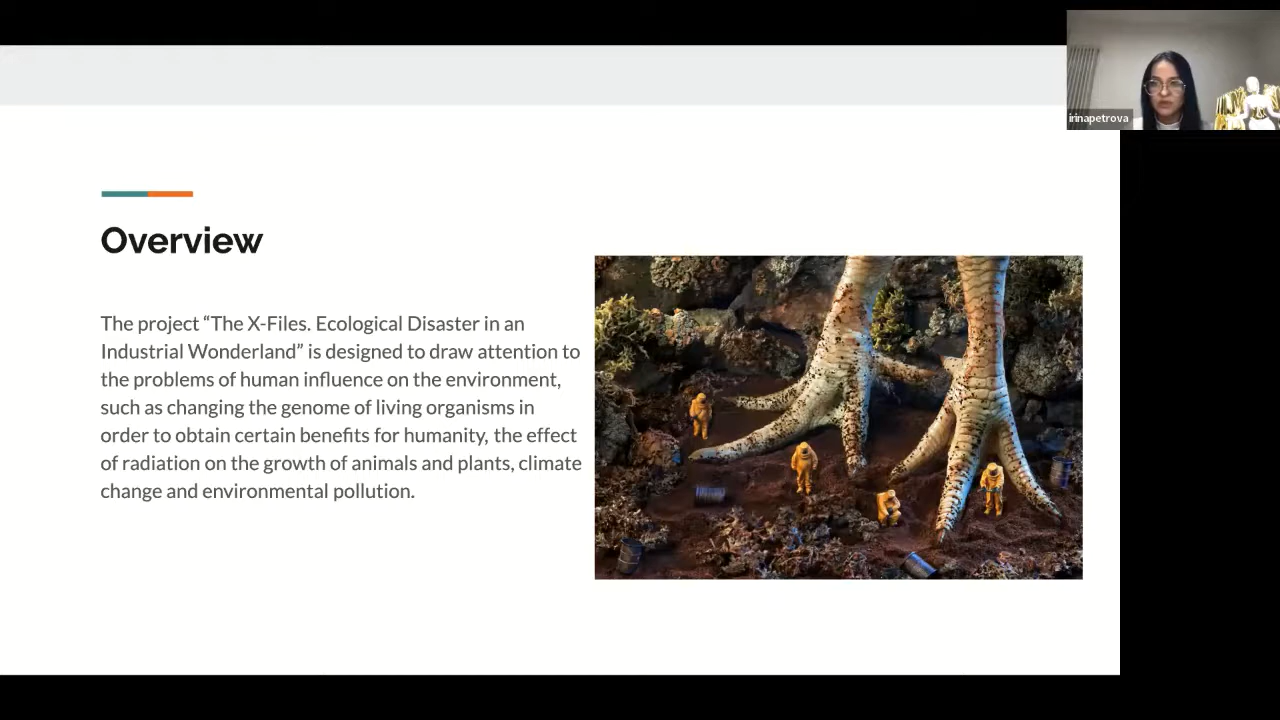 irinapetrova
Overview
The project “The X-Files. Ecological Disaster in an
Industrial Wonderland” is designed to draw attention to
the problems of human influence on the environment,
such as changing the genome of living organisms in
order to obtain certain benefits for humanity, the effect
of radiation on the growth of animals and plants, climate
change and environmental pollution.